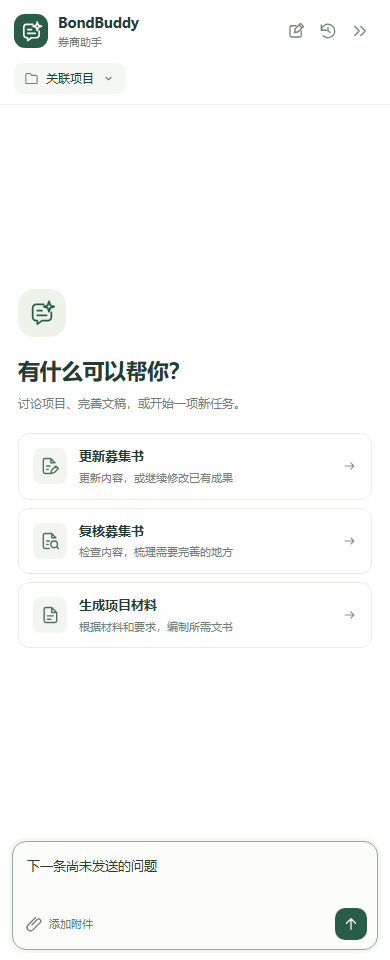 BondBuddy
券商助手
关联项目
有什么可以帮你?
讨论项目、完善文稿，或开始一项新任务。
更新募集书
更新内容，或继续修改已有成果
复核募集书
检查内容，梳理需要完善的地方
生成项目材料
根据材料和要求，编制所需文书
下一条尚未发送的问题
添加附件